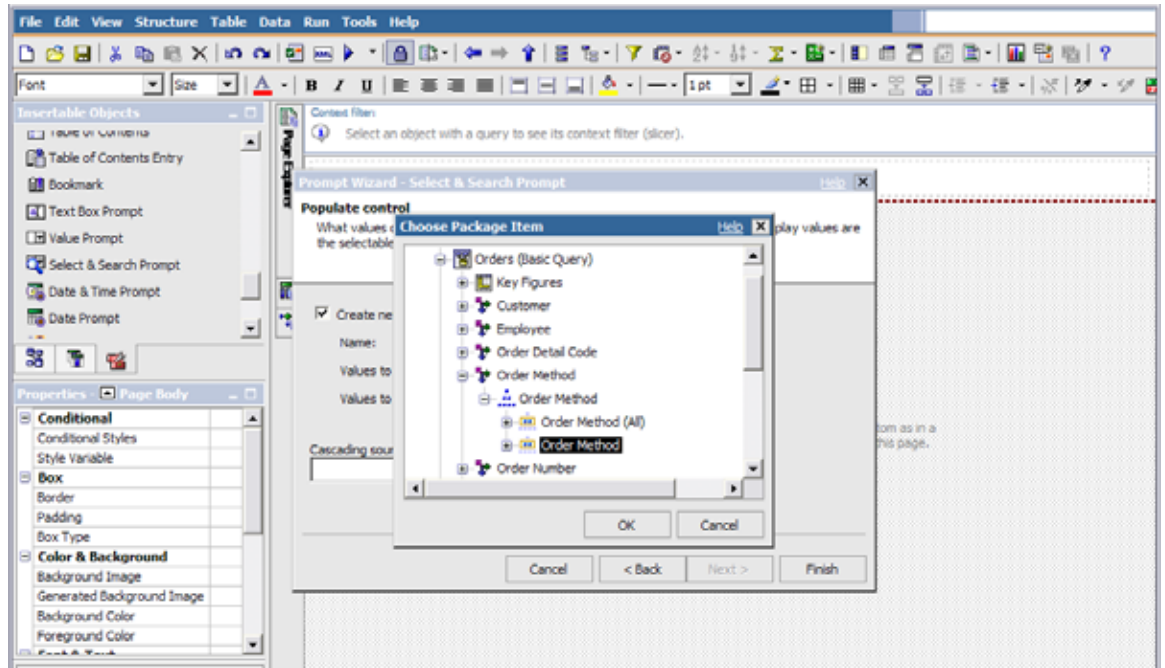 File Edit View Structure Table Data Run Tools Help
Font Size A B I U 1 pt
Insertable Objects
Table of Contents
Table of Contents Entry
Bookmark
Text Box Prompt
Value Prompt
Select & Search Prompt
Date & Time Prompt
Date Prompt
Properties - Page Body
Conditional
Conditional Styles
Style Variable
Box
Border
Padding
Box Type
Color & Background
Background Image
Generated Background Image
Background Color
Foreground Color
Font & Text
Page Explorer
Context filter:
Select an object with a query to see its context filter (slicer).
Prompt Wizard - Select & Search Prompt Help
Populate control
What values play values are
the selectable
Create ne
Name:
Values to
Values to
Cascading sour
Choose Package Item Help
Orders (Basic Query)
Key Figures
Customer
Employee
Order Detail Code
Order Method
Order Method
Order Method (All)
Order Method
Order Number
OK Cancel
Cancel < Back Next > Finish
tom as in a
this page.